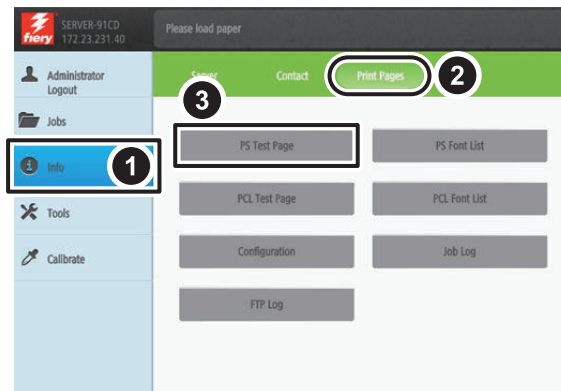 fiery
SERVER-91CD
172.23.231.40
Please load paper
Administrator
Logout
Jobs
Info
Tools
Calibrate
Server
Contact
Print Pages
1
2
3
PS Test Page
PS Font List
PCL Test Page
PCL Font List
Configuration
Job Log
FTP Log